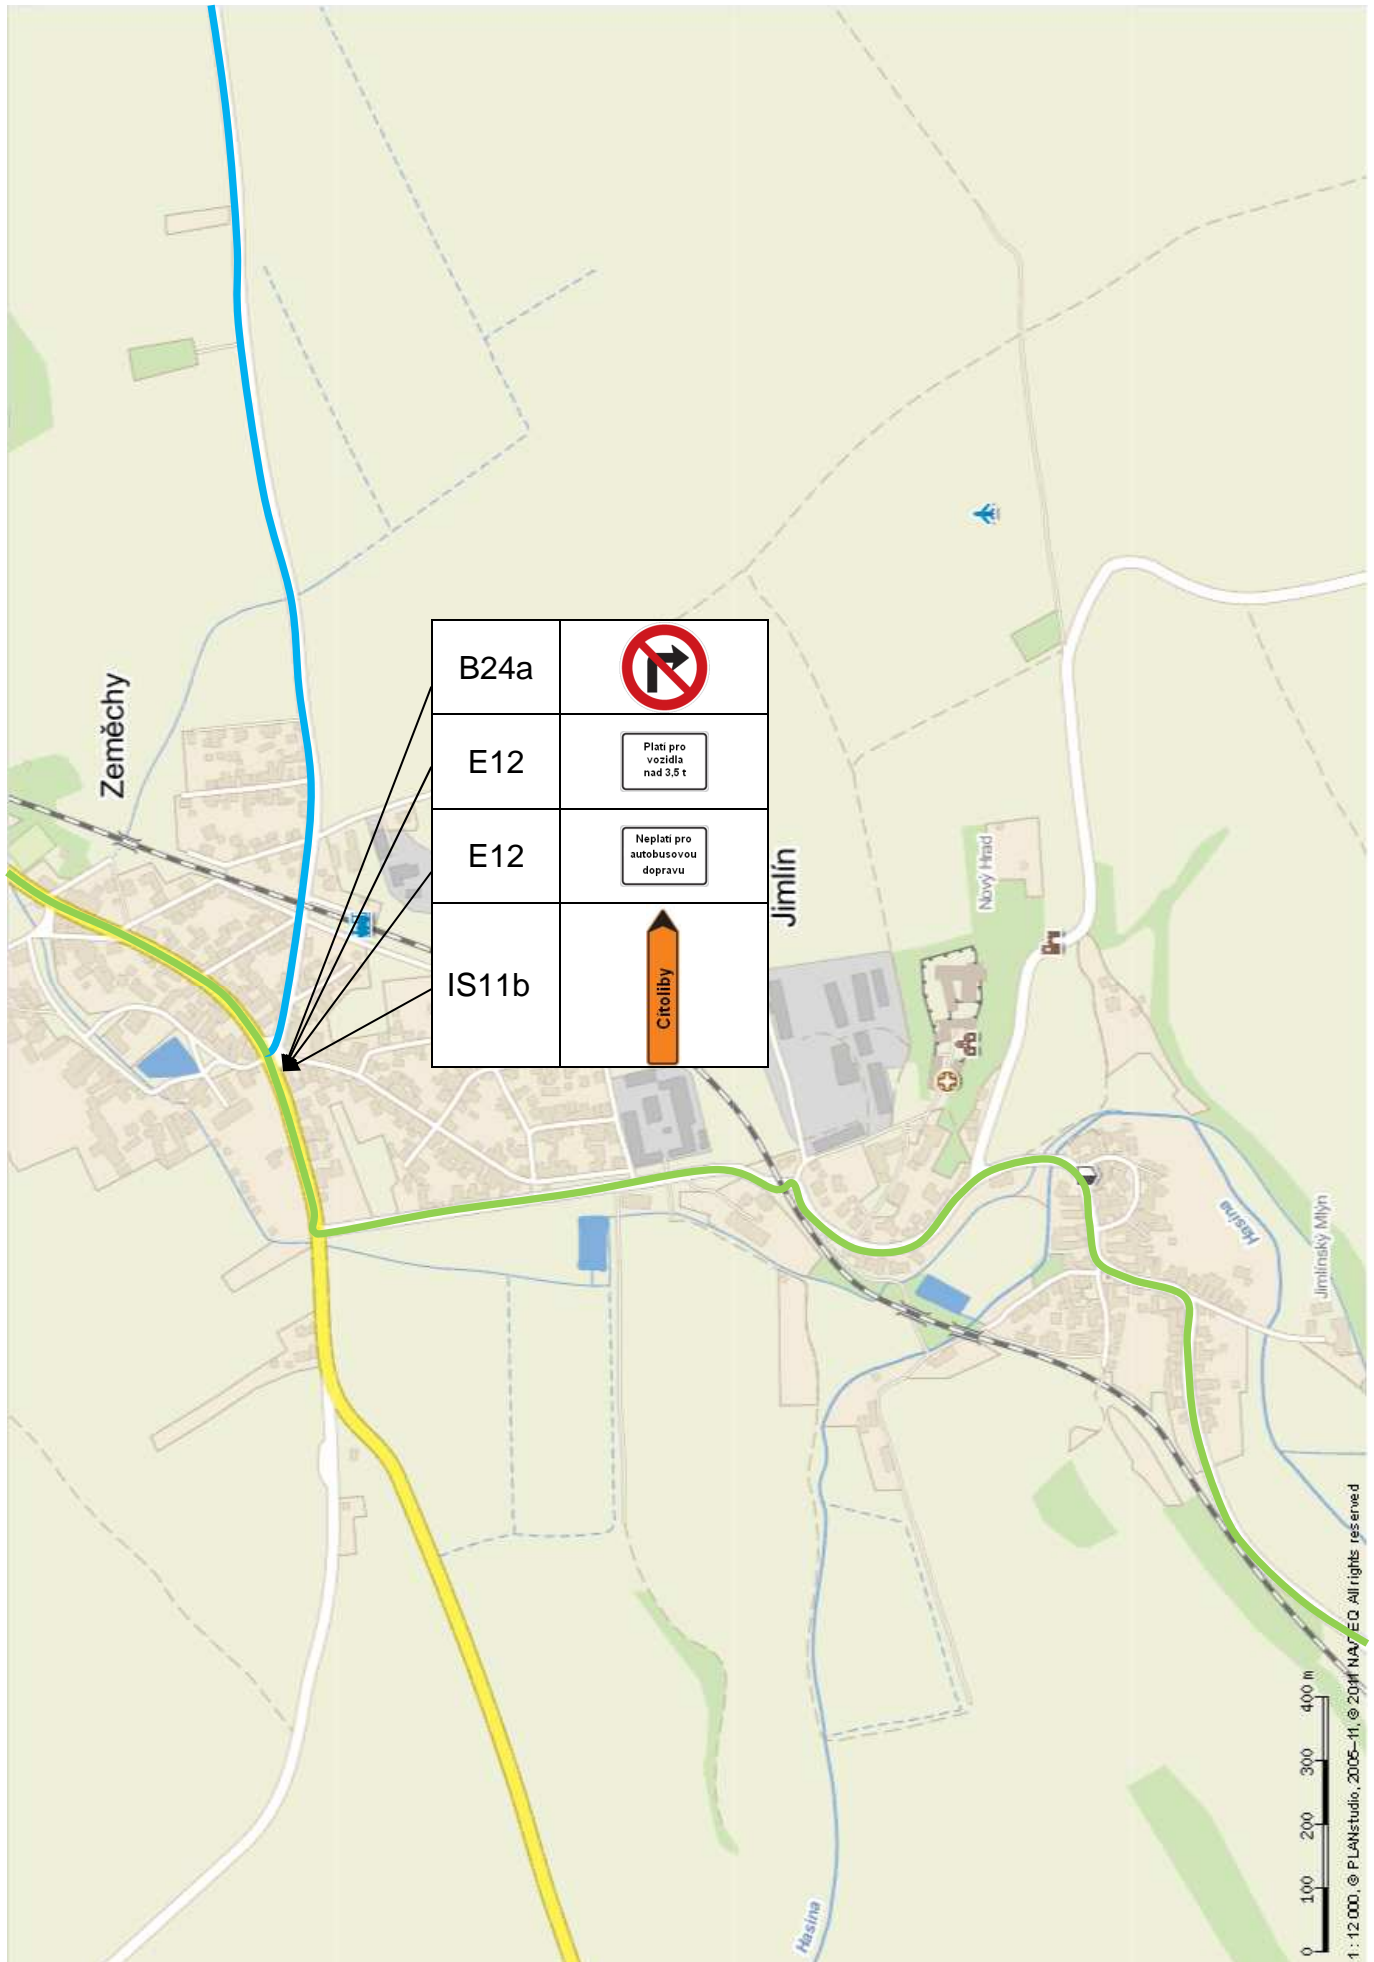 Zeměchy
B24a
E12
Platí pro
vozidla
nad 3,5 t
E12
Neplatí pro
autobusovou
dopravu
IS11b
Cítoliby
Jimlín
Nový Hrad
Hasina
Jimlínský Mlýn
Hasina
0 100 200 300 400 m
1 : 12 000, © PLANstudio, 2005–11, © 2011 NAVTEQ All rights reserved